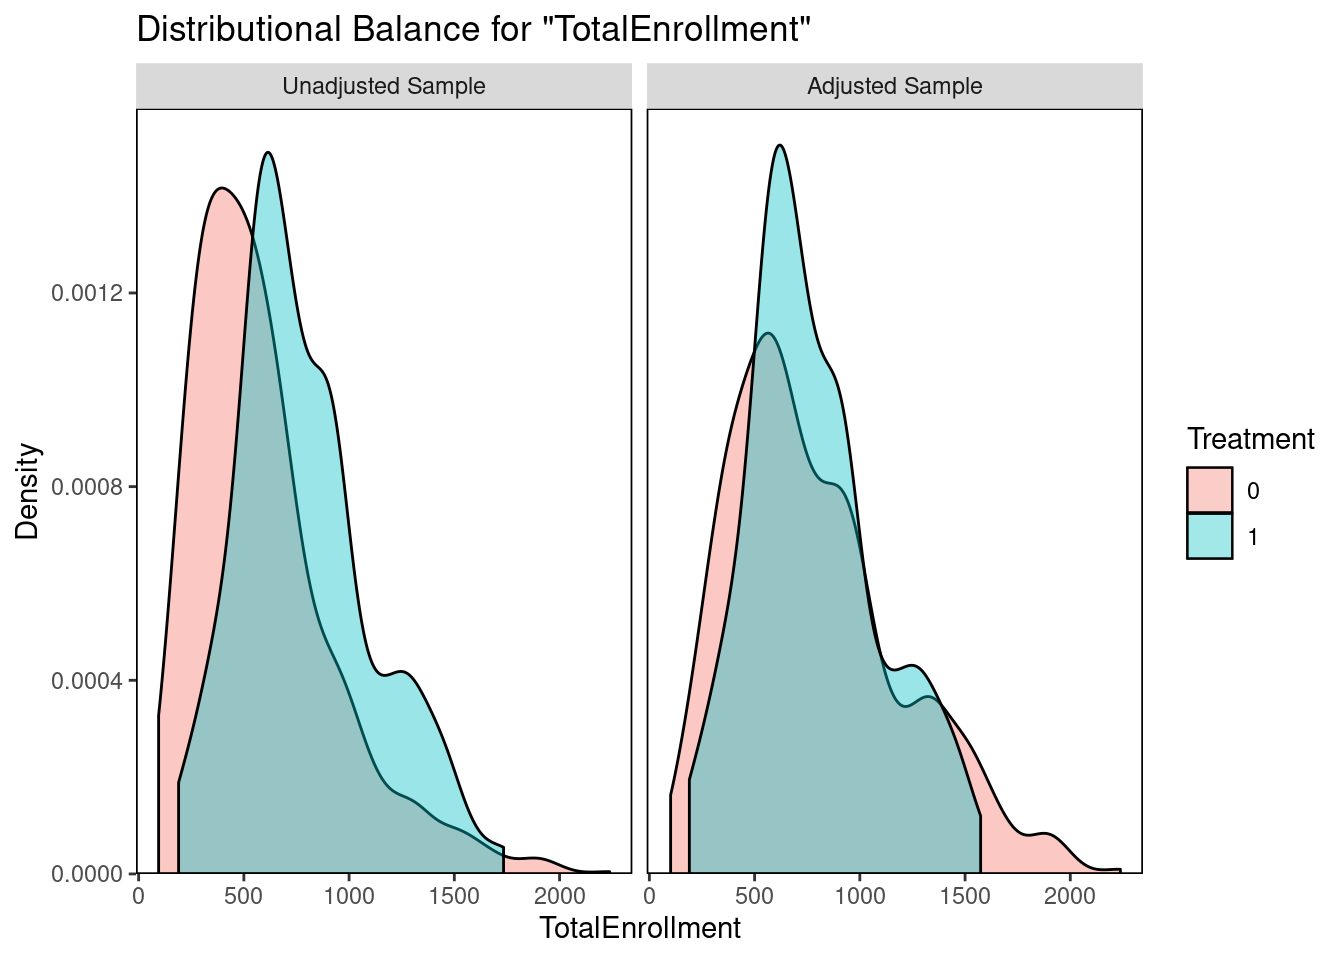 Distributional Balance for "TotalEnrollment"
Unadjusted Sample
Adjusted Sample
Density
0.0012
0.0008
0.0004
0.0000
0 500 1000 1500 2000
0 500 1000 1500 2000
TotalEnrollment
Treatment
0
1